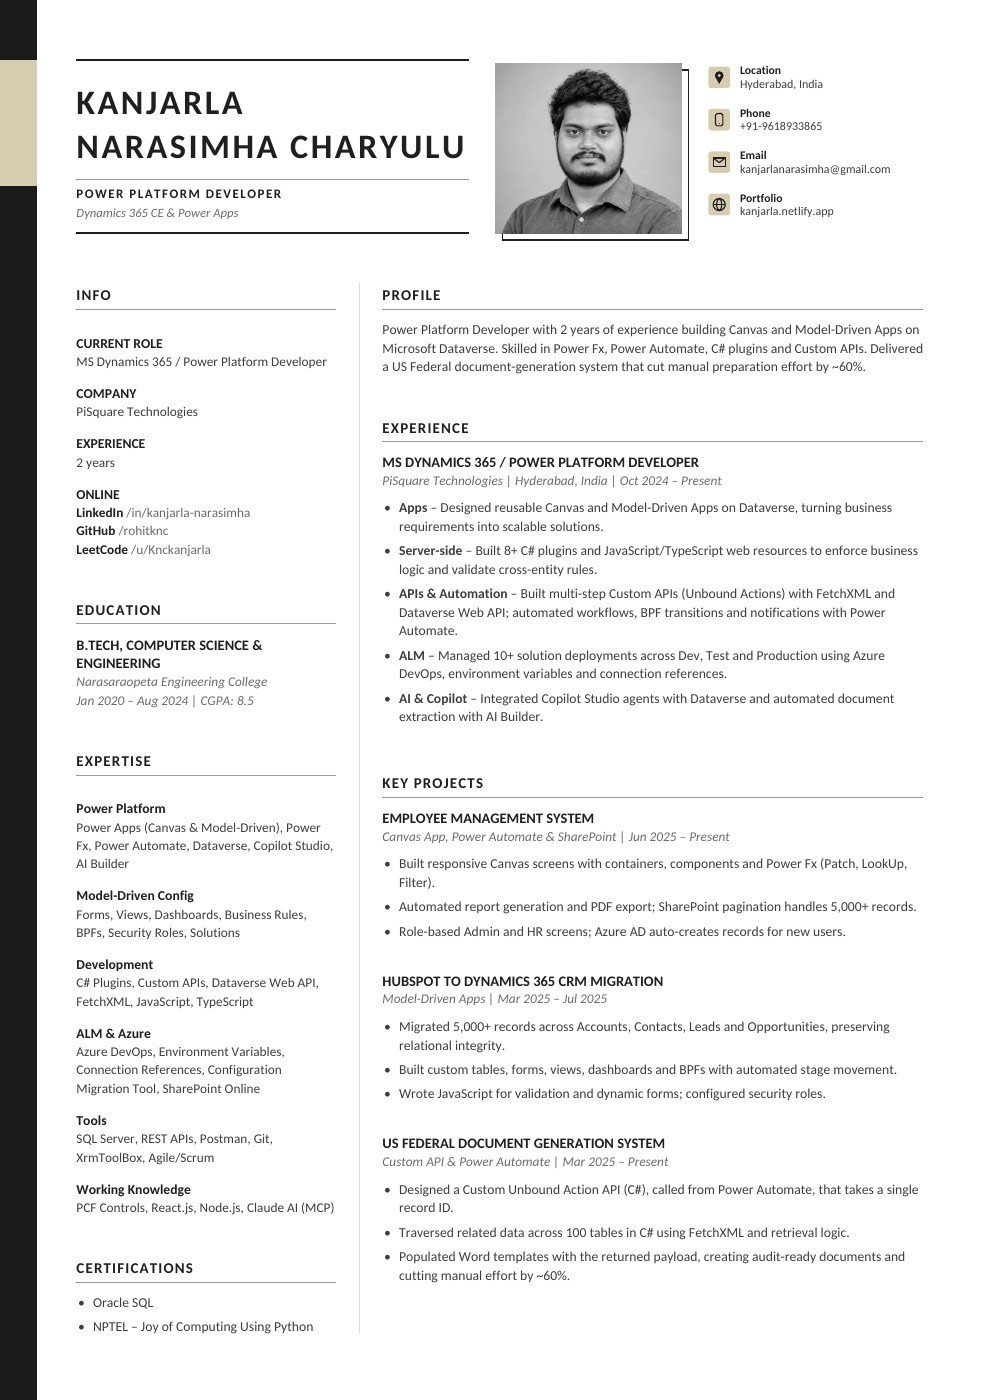 KANJARLA
NARASIMHA CHARYULU
POWER PLATFORM DEVELOPER
Dynamics 365 CE & Power Apps
Location
Hyderabad, India
Phone
+91-9618933865
Email
kanjarlanarasimha@gmail.com
Portfolio
kanjarla.netlify.app
INFO
CURRENT ROLE
MS Dynamics 365 / Power Platform Developer
COMPANY
PiSquare Technologies
EXPERIENCE
2 years
ONLINE
LinkedIn /in/kanjarla-narasimha
GitHub /rohitknc
LeetCode /u/Knckanjarla
EDUCATION
B.TECH, COMPUTER SCIENCE &
ENGINEERING
Narasaraopeta Engineering College
Jan 2020 – Aug 2024 | CGPA: 8.5
EXPERTISE
Power Platform
Power Apps (Canvas & Model-Driven), Power
Fx, Power Automate, Dataverse, Copilot Studio,
AI Builder
Model-Driven Config
Forms, Views, Dashboards, Business Rules,
BPFs, Security Roles, Solutions
Development
C# Plugins, Custom APIs, Dataverse Web API,
FetchXML, JavaScript, TypeScript
ALM & Azure
Azure DevOps, Environment Variables,
Connection References, Configuration
Migration Tool, SharePoint Online
Tools
SQL Server, REST APIs, Postman, Git,
XrmToolBox, Agile/Scrum
Working Knowledge
PCF Controls, React.js, Node.js, Claude AI (MCP)
CERTIFICATIONS
• Oracle SQL
• NPTEL – Joy of Computing Using Python
PROFILE
Power Platform Developer with 2 years of experience building Canvas and Model-Driven Apps on
Microsoft Dataverse. Skilled in Power Fx, Power Automate, C# plugins and Custom APIs. Delivered
a US Federal document-generation system that cut manual preparation effort by ~60%.
EXPERIENCE
MS DYNAMICS 365 / POWER PLATFORM DEVELOPER
PiSquare Technologies | Hyderabad, India | Oct 2024 – Present
• Apps – Designed reusable Canvas and Model-Driven Apps on Dataverse, turning business
requirements into scalable solutions.
• Server-side – Built 8+ C# plugins and JavaScript/TypeScript web resources to enforce business
logic and validate cross-entity rules.
• APIs & Automation – Built multi-step Custom APIs (Unbound Actions) with FetchXML and
Dataverse Web API; automated workflows, BPF transitions and notifications with Power
Automate.
• ALM – Managed 10+ solution deployments across Dev, Test and Production using Azure
DevOps, environment variables and connection references.
• AI & Copilot – Integrated Copilot Studio agents with Dataverse and automated document
extraction with AI Builder.
KEY PROJECTS
EMPLOYEE MANAGEMENT SYSTEM
Canvas App, Power Automate & SharePoint | Jun 2025 – Present
• Built responsive Canvas screens with containers, components and Power Fx (Patch, LookUp,
Filter).
• Automated report generation and PDF export; SharePoint pagination handles 5,000+ records.
• Role-based Admin and HR screens; Azure AD auto-creates records for new users.
HUBSPOT TO DYNAMICS 365 CRM MIGRATION
Model-Driven Apps | Mar 2025 – Jul 2025
• Migrated 5,000+ records across Accounts, Contacts, Leads and Opportunities, preserving
relational integrity.
• Built custom tables, forms, views, dashboards and BPFs with automated stage movement.
• Wrote JavaScript for validation and dynamic forms; configured security roles.
US FEDERAL DOCUMENT GENERATION SYSTEM
Custom API & Power Automate | Mar 2025 – Present
• Designed a Custom Unbound Action API (C#), called from Power Automate, that takes a single
record ID.
• Traversed related data across 100 tables in C# using FetchXML and retrieval logic.
• Populated Word templates with the returned payload, creating audit-ready documents and
cutting manual effort by ~60%.